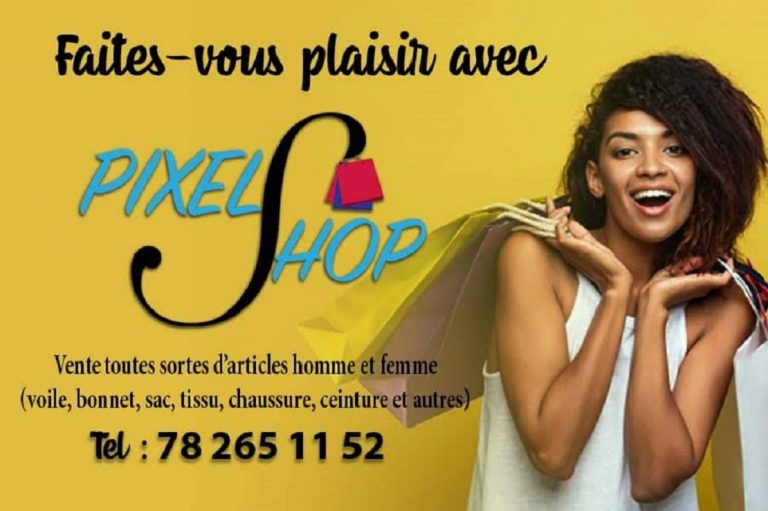 Faites-vous plaisir avec
PIXEL SHOP
Vente toutes sortes d'articles homme et femme
(voile, bonnet, sac, tissu, chaussure, ceinture et autres)
Tel : 78 265 11 52